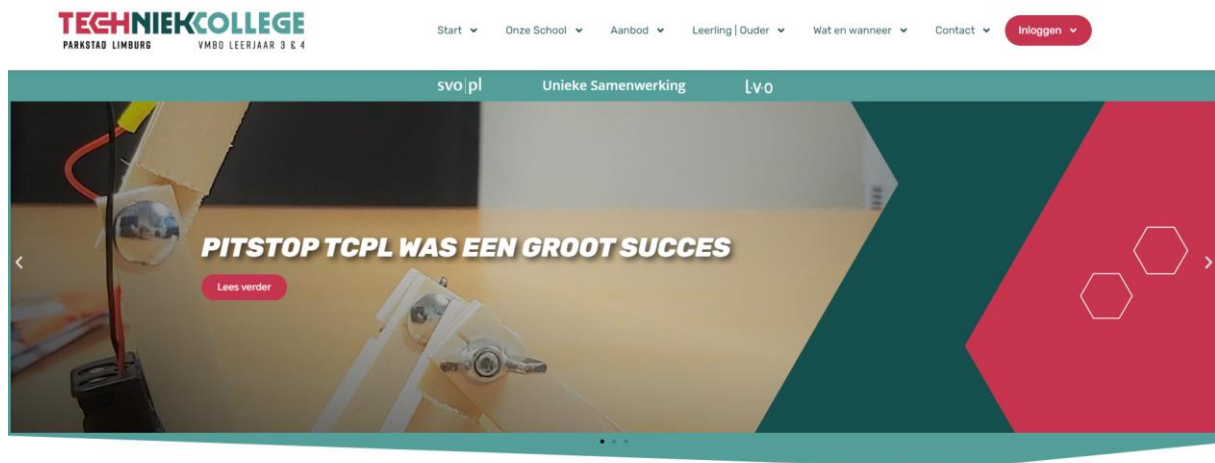 TECHNIEKCOLLEGE
PARKSTAD LIMBURG VMBO LEERJAAR 3 & 4
Start Onze School Aanbod Leerling | Ouder Wat en wanneer Contact Inloggen
svo|pl Unieke Samenwerking L·v·o
PITSTOP TCPL WAS EEN GROOT SUCCES
Lees verder